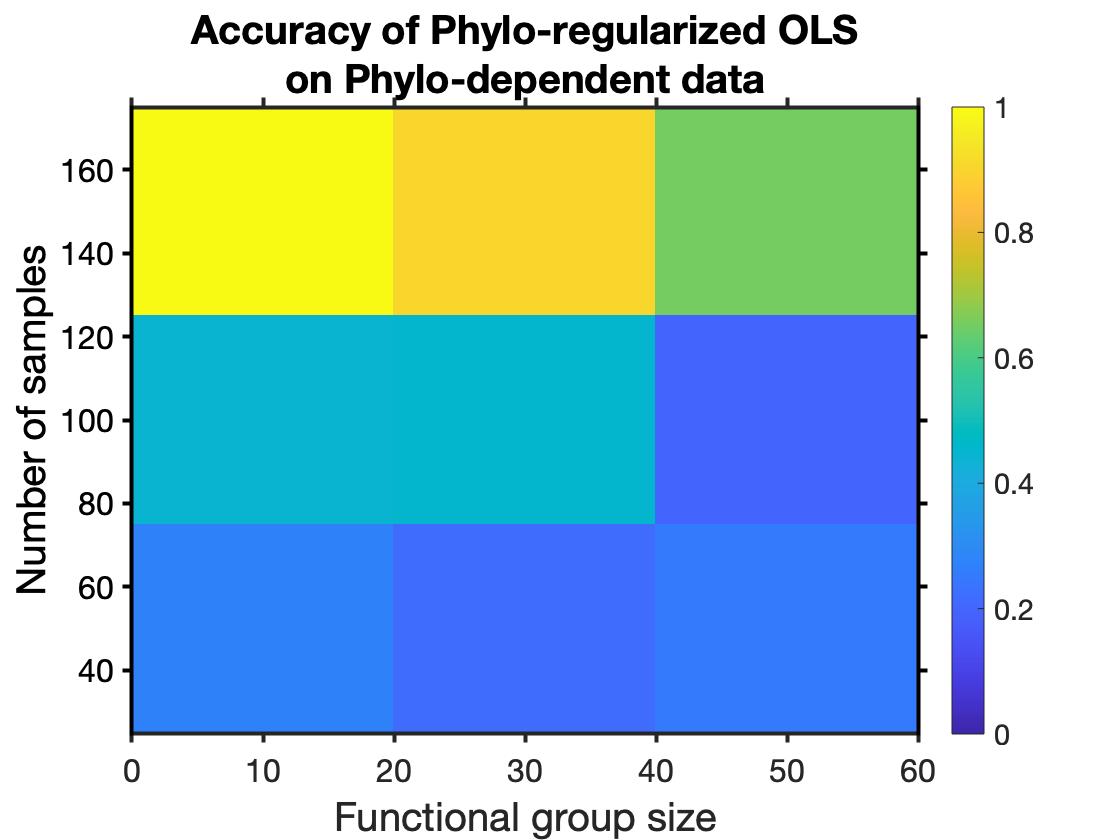 Accuracy of Phylo-regularized OLS
on Phylo-dependent data
Number of samples
160
140
120
100
80
60
40
0 10 20 30 40 50 60
Functional group size
1
0.8
0.6
0.4
0.2
0